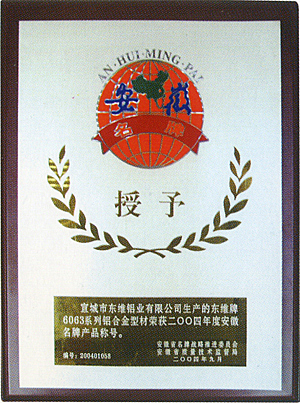 AN·HUI·MING·PAI
安徽
名牌
授予
宣城市东维铝业有限公司生产的东维牌
6063系列铝合金型材荣获二〇〇四年度安徽
名牌产品称号。
安徽省名牌战略推进委员会
安徽省质量技术监督局
编号：200401058
二〇〇四年九月